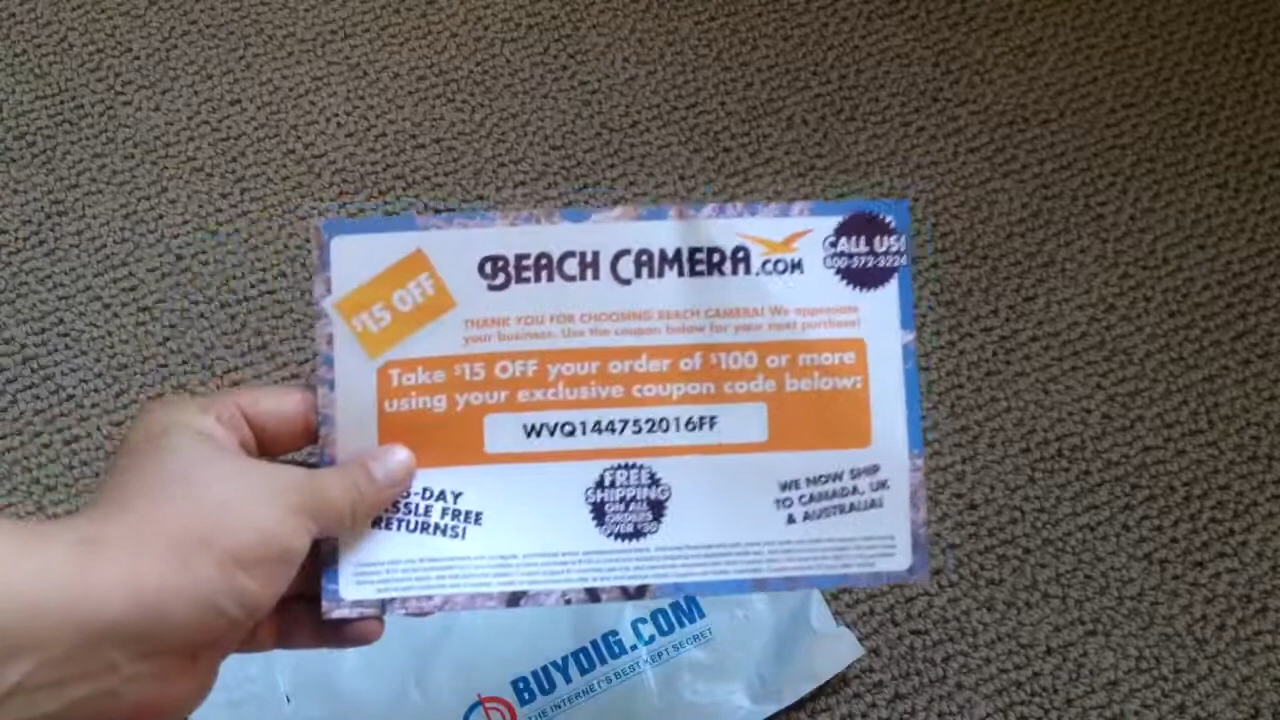 $15 OFF
BEACH CAMERA.COM
CALL US!
800-572-3224
THANK YOU FOR CHOOSING BEACH CAMERA! We appreciate
your business. Use the coupon below for your next purchase!
Take $15 OFF your order of $100 or more
using your exclusive coupon code below:
WVQ144752016FF
-DAY
SSLE FREE
RETURNS!
FREE
SHIPPING
ON ALL
ORDERS
OVER $30
WE NOW SHIP
TO CANADA, UK
& AUSTRALIA!
BUYDIG.COM
THE INTERNET'S BEST KEPT SECRET